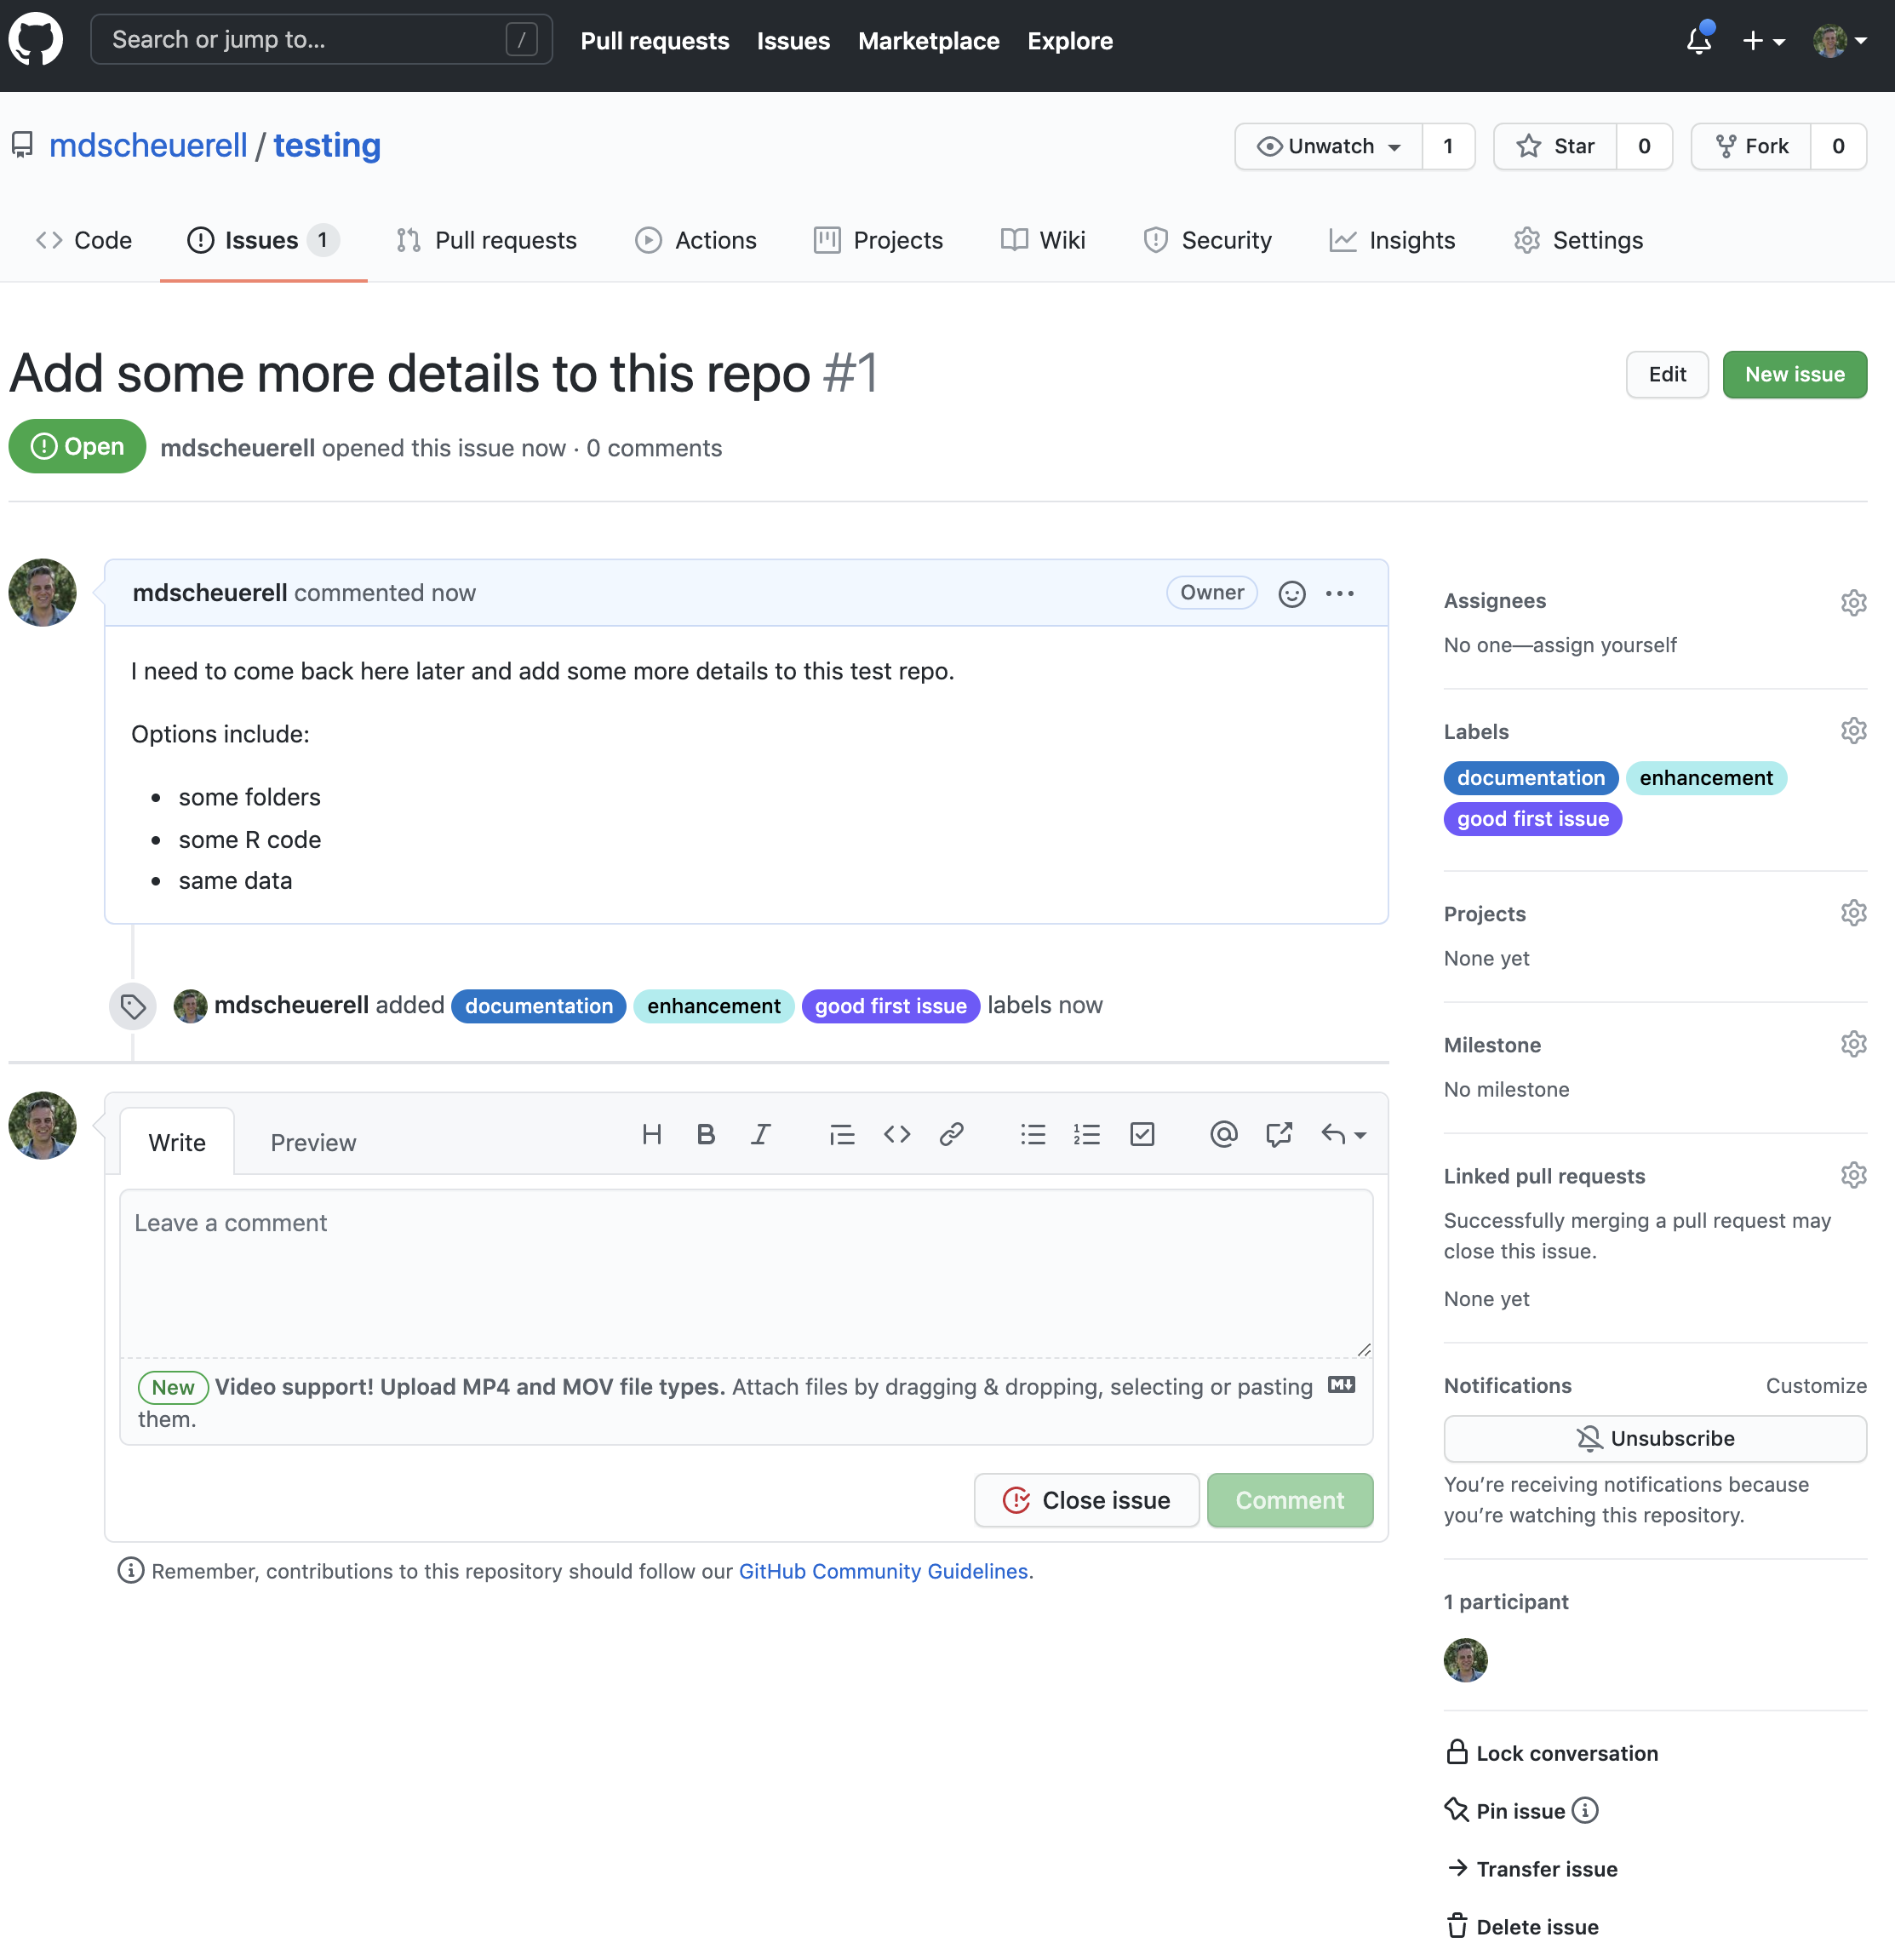 Search or jump to... /
Pull requests Issues Marketplace Explore
mdscheuerell / testing
Unwatch 1 Star 0 Fork 0
Code Issues 1 Pull requests Actions Projects Wiki Security Insights Settings
Add some more details to this repo #1
Edit New issue
Open mdscheuerell opened this issue now · 0 comments
mdscheuerell commented now
Owner
I need to come back here later and add some more details to this test repo.
Options include:
• some folders
• some R code
• same data
mdscheuerell added documentation enhancement good first issue labels now
Write Preview
H B I
Leave a comment
New Video support! Upload MP4 and MOV file types. Attach files by dragging & dropping, selecting or pasting
them.
Close issue Comment
Remember, contributions to this repository should follow our GitHub Community Guidelines.
Assignees
No one—assign yourself
Labels
documentation enhancement
good first issue
Projects
None yet
Milestone
No milestone
Linked pull requests
Successfully merging a pull request may
close this issue.
None yet
Notifications Customize
Unsubscribe
You’re receiving notifications because
you’re watching this repository.
1 participant
Lock conversation
Pin issue
Transfer issue
Delete issue